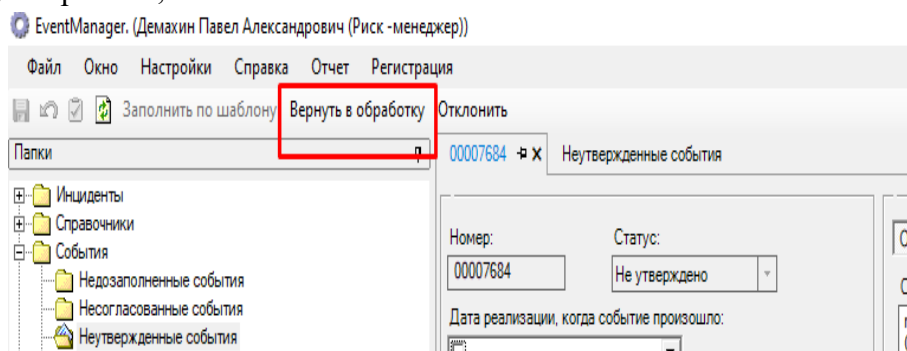 EventManager. (Демахин Павел Александрович (Риск -менеджер))
Файл Окно Настройки Справка Отчет Регистрация
Заполнить по шаблону Вернуть в обработку Отклонить
Папки
00007684 Неутвержденные события
Инциденты
Справочники
События
Недозаполненные события
Несогласованные события
Неутвержденные события
Номер: Статус:
00007684 Не утверждено
Дата реализации, когда событие произошло: